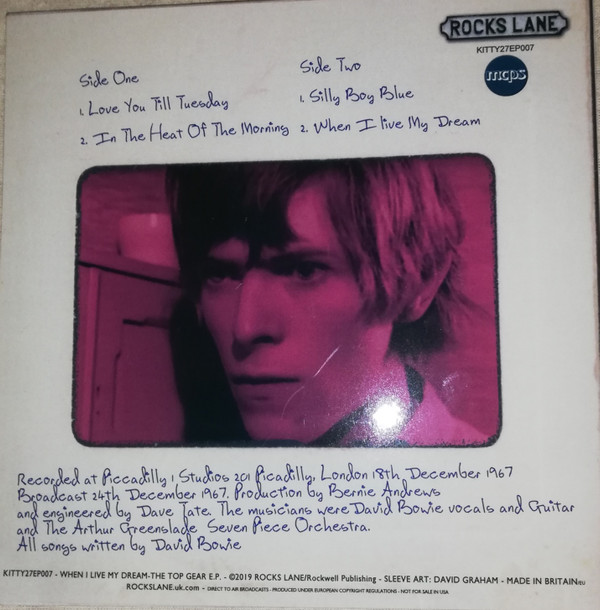 ROCKS LANE
KITTY27EP007
mcps
Side One
1. Love You Till Tuesday
2. In The Heat Of The Morning
Side Two
1. Silly Boy Blue
2. When I live My Dream
Recorded at Piccadilly 1 Studios 201 Picadilly, London 18th December 1967
Broadcast 24th December 1967. Production by Bernie Andrews
and engineered by Dave Tate. The musicians were David Bowie vocals and Guitar
and The Arthur Greenslade Seven Piece Orchestra.
All songs written by David Bowie
KITTY27EP007 - WHEN I LIVE MY DREAM-THE TOP GEAR E.P. - ©2019 ROCKS LANE/Rockwell Publishing - SLEEVE ART: DAVID GRAHAM - MADE IN BRITAIN/EU
ROCKSLANE.uk.com - DIRECT TO AIR BROADCASTS - PRODUCED UNDER EUROPEAN COPYRIGHT REGULATIONS - NOT FOR SALE IN USA